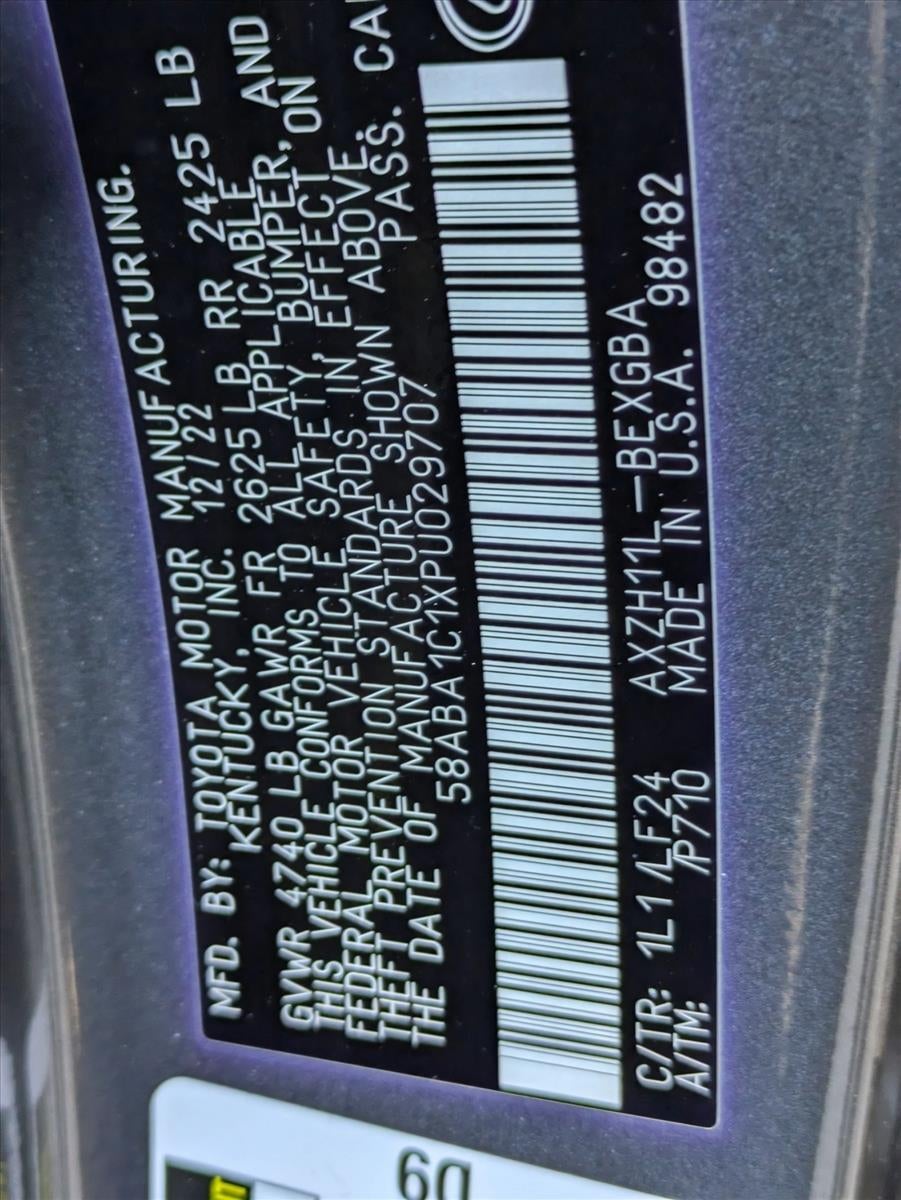 MFD. BY: TOYOTA MOTOR MANUFACTURING.
KENTUCKY, INC. 12/22
GVWR 4740 LB GAWR FR 2625 LB RR 2425 LB
THIS VEHICLE CONFORMS TO ALL APPLICABLE
FEDERAL MOTOR VEHICLE SAFETY, BUMPER, AND
THEFT PREVENTION STANDARDS IN EFFECT ON
THE DATE OF MANUFACTURE SHOWN ABOVE.
58ABA1C1XPU029707 PASS. CA
C/TR: 1L1/LF24 AXZH11L-BEXGBA
A/TM: /P710 MADE IN U.S.A. 98482
D9